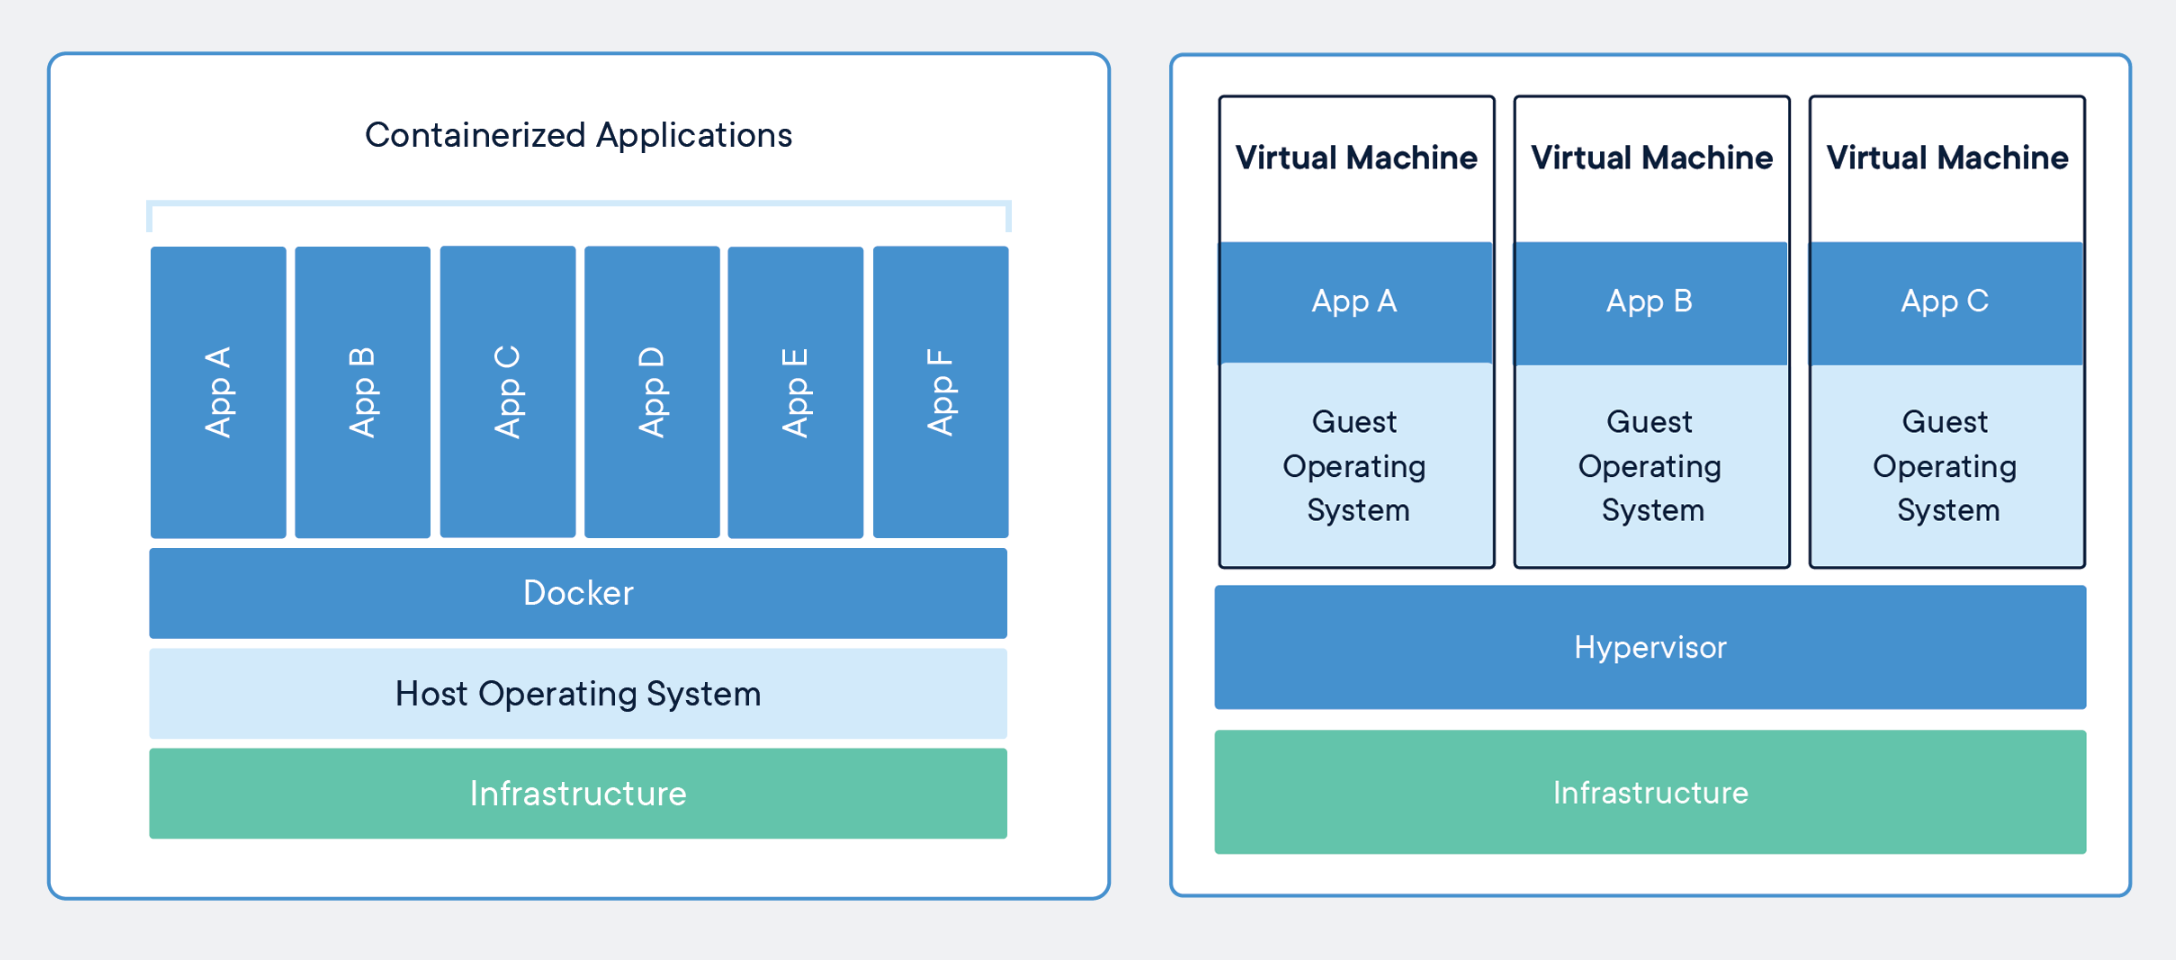 Containerized Applications
App A
App B
App C
App D
App E
App F
Docker
Host Operating System
Infrastructure
Virtual Machine
App A
Guest
Operating
System
Virtual Machine
App B
Guest
Operating
System
Virtual Machine
App C
Guest
Operating
System
Hypervisor
Infrastructure